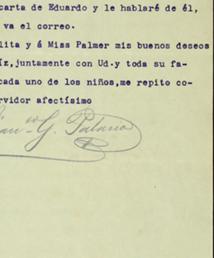 carta de Eduardo y le hablaré de él,
va el correo.
lita y á Miss Palmer mis buenos deseos
íz, juntamente con Ud. y toda su fa-
cada uno de los niños, me repito co-
rvidor afectísimo
G.